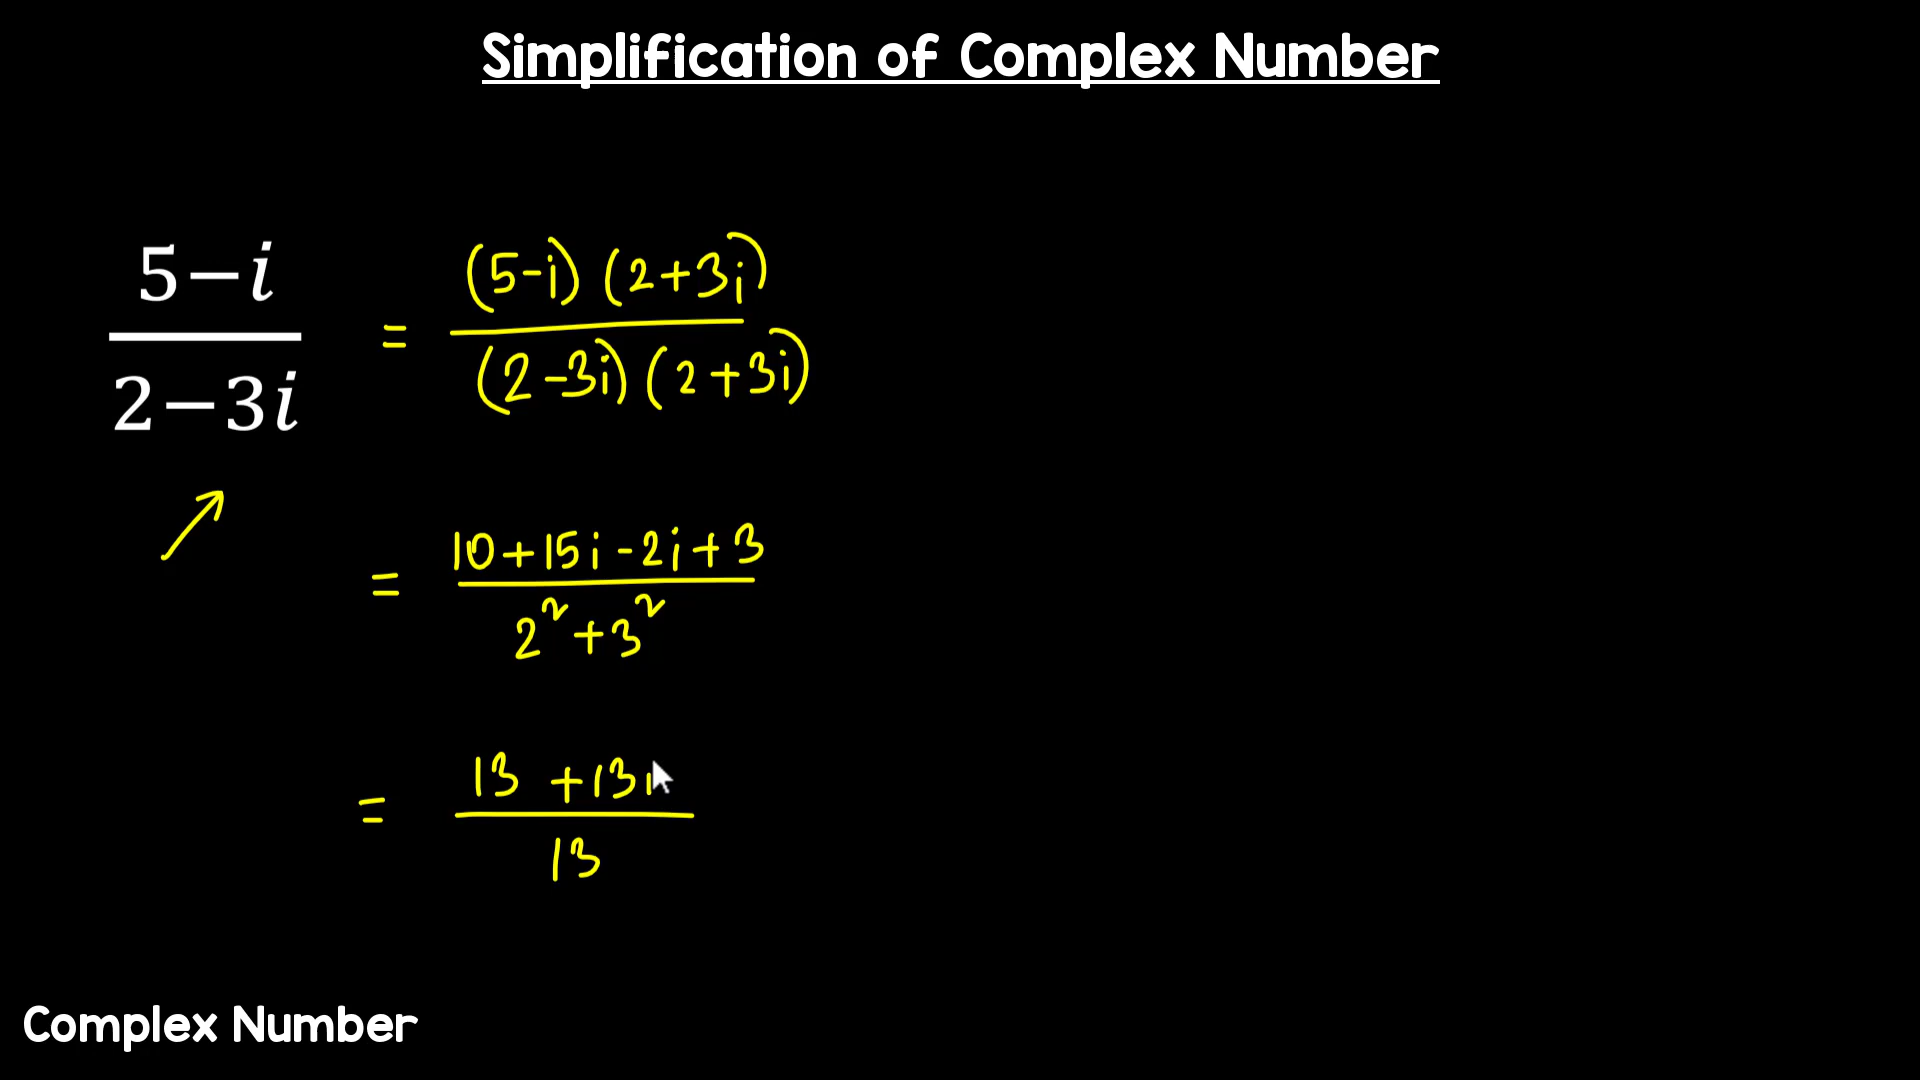 Simplification of Complex Number
5-i / 2-3i = (5-i) (2+3i) / (2-3i) (2+3i)
= 10+15i-2i+3 / 2²+3²
= 13 +13i / 13
Complex Number